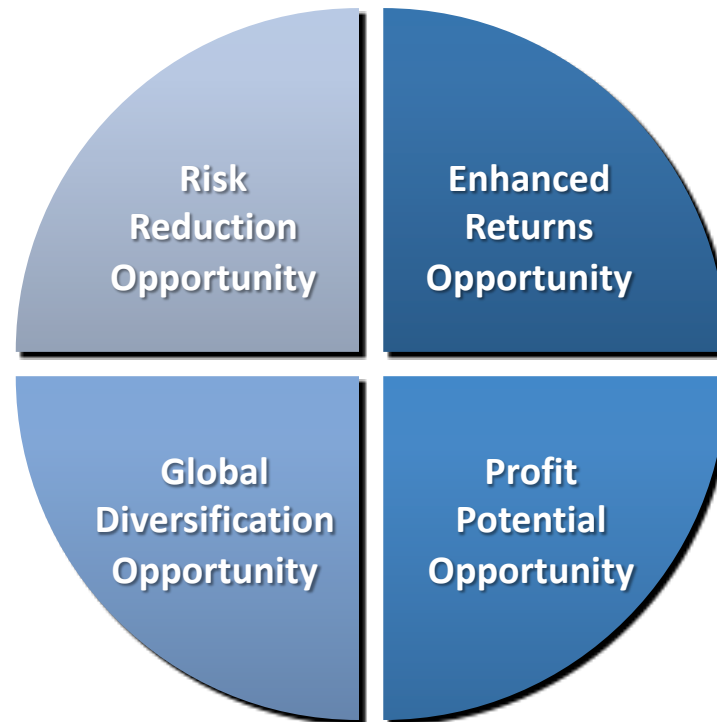 Risk
Reduction
Opportunity
Enhanced
Returns
Opportunity
Global
Diversification
Opportunity
Profit
Potential
Opportunity